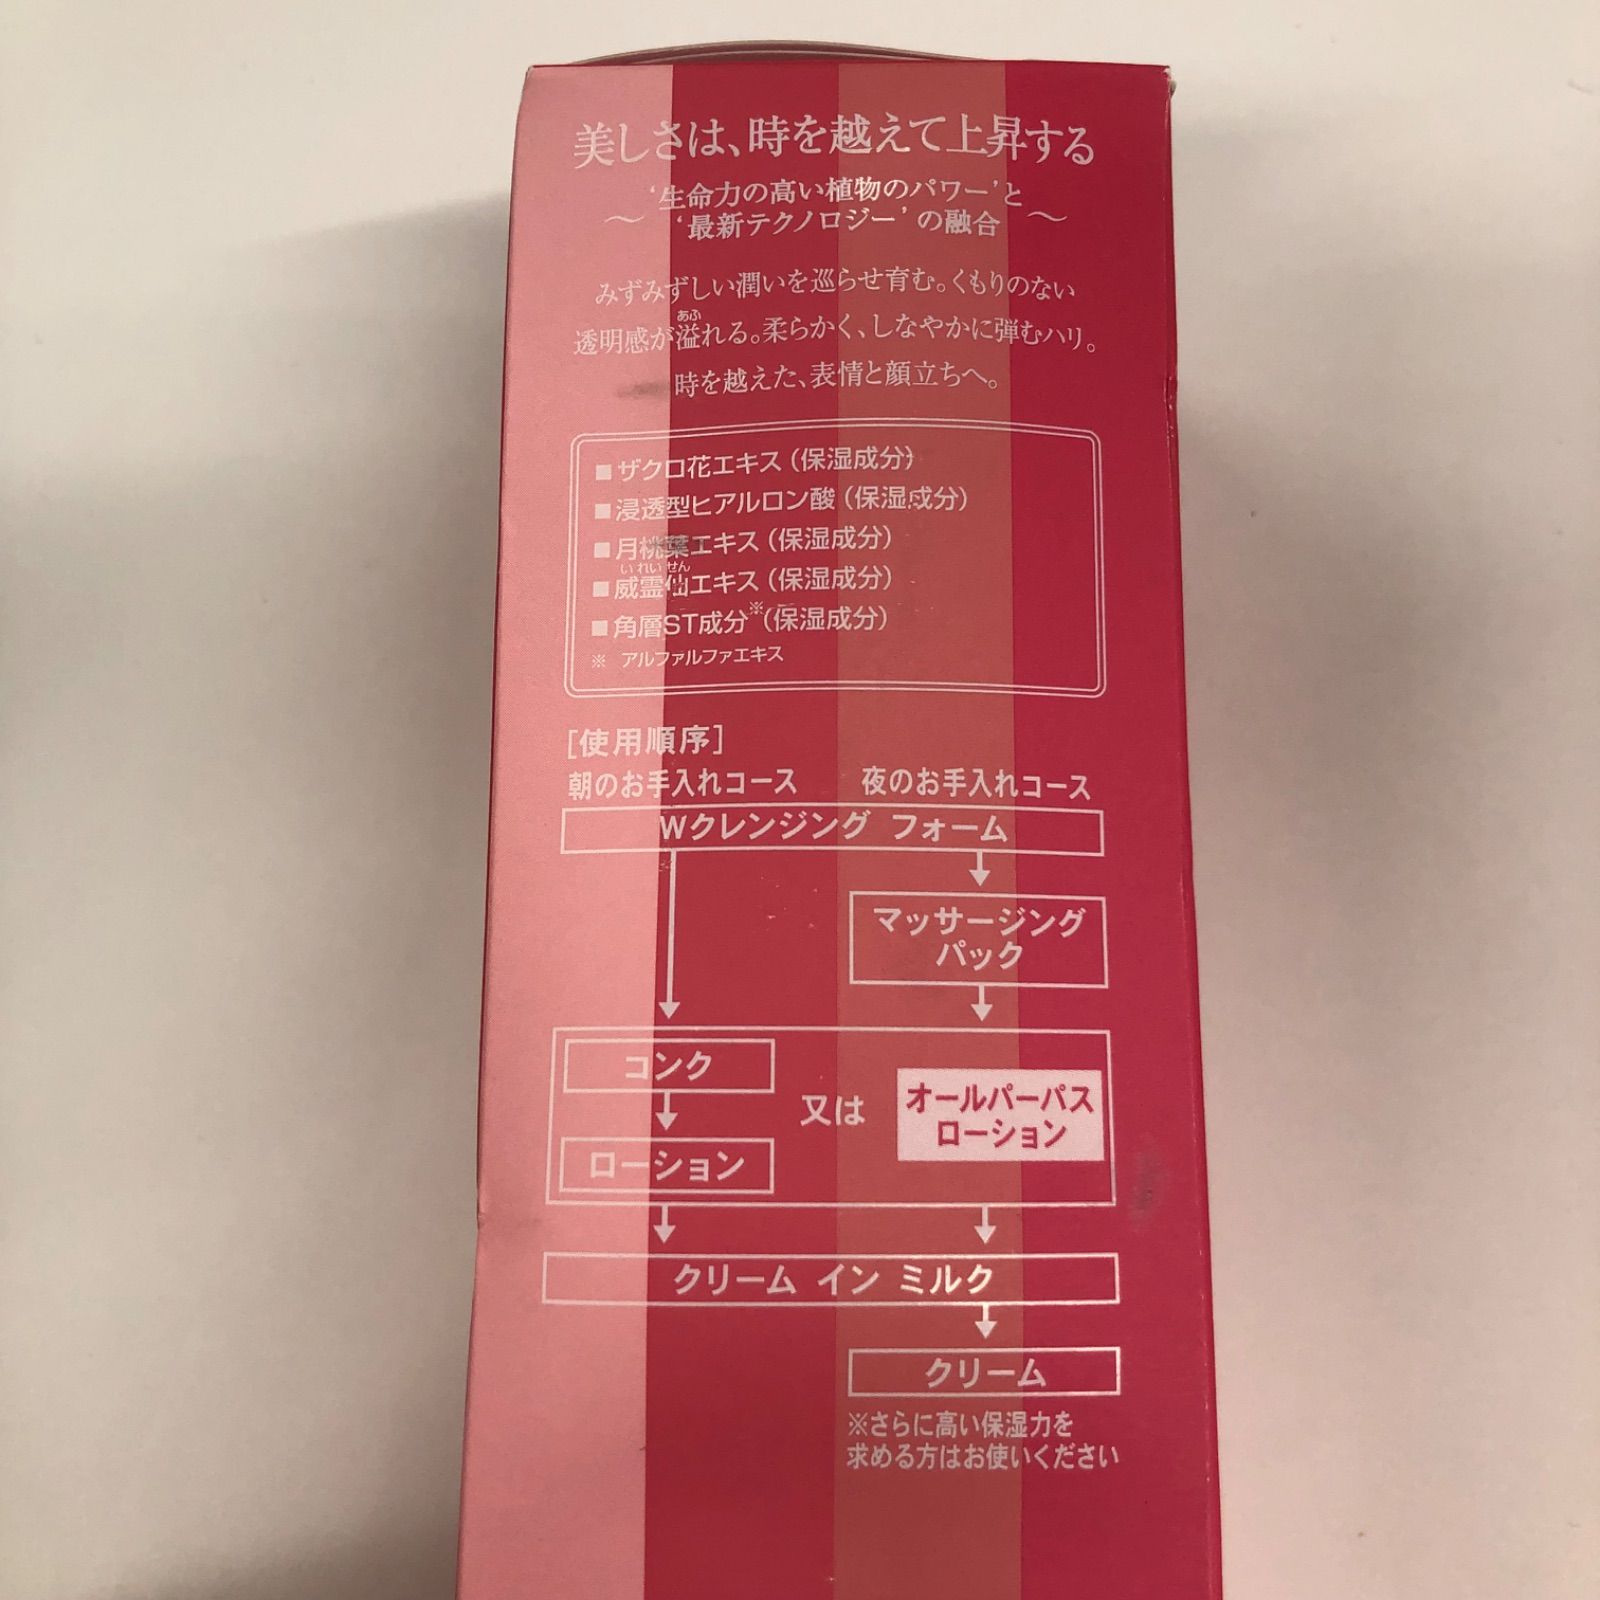 美しさは、時を越えて上昇する
～ ‘生命力の高い植物のパワー’と
‘最新テクノロジー’の融合 ～
みずみずしい潤いを巡らせ育む。くもりのない
透明感が溢れる。柔らかく、しなやかに弾むハリ。
あふ
時を越えた、表情と顔立ちへ。
■ザクロ花エキス（保湿成分）
■浸透型ヒアルロン酸（保湿成分）
■月桃葉エキス（保湿成分）
いれいせん
■威霊仙エキス（保湿成分）
■角層ST成分※（保湿成分）
※ アルファルファエキス
［使用順序］
朝のお手入れコース 夜のお手入れコース
Wクレンジング フォーム
マッサージング
パック
コンク
ローション
又は
オールパーパス
ローション
クリーム イン ミルク
クリーム
※さらに高い保湿力を
求める方はお使いください